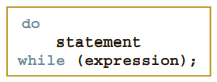 do
    statement
while (expression);